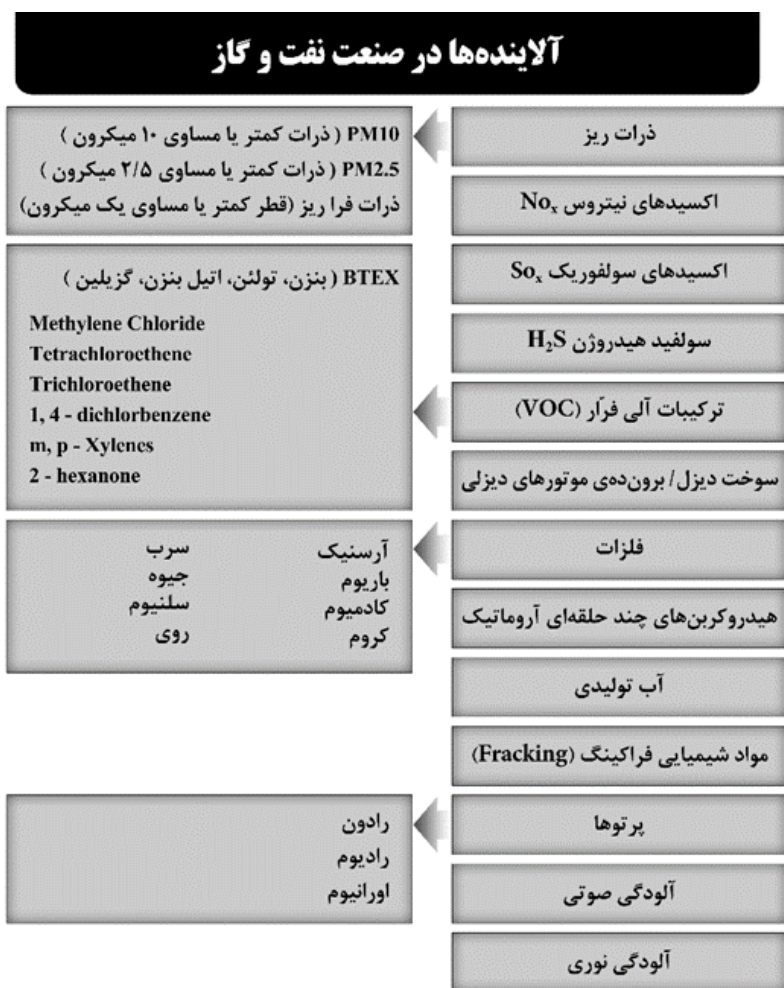 آلاینده‌ها در صنعت نفت و گاز
ذرات ریز
PM10 ( ذرات کمتر یا مساوی ۱۰ میکرون )
PM2.5 ( ذرات کمتر یا مساوی ۲/۵ میکرون )
ذرات فرا ریز (قطر کمتر یا مساوی یک میکرون)
اکسیدهای نیتروس Noₓ
اکسیدهای سولفوریک Soₓ
سولفید هیدروژن H₂S
ترکیبات آلی فرّار (VOC)
BTEX ( بنزن، تولئن، اتیل بنزن، گزیلین )
Methylene Chloride
Tetrachloroethene
Trichloroethene
1, 4 - dichlorbenzene
m, p - Xylenes
2 - hexanone
سوخت دیزل/ برون‌ده‌ی موتورهای دیزلی
فلزات
آرسنیک
باریوم
کادمیوم
کروم
سرب
جیوه
سلنیوم
روی
هیدروکربن‌های چند حلقه‌ای آروماتیک
آب تولیدی
مواد شیمیایی فراکینگ (Fracking)
پرتوها
رادون
رادیوم
اورانیوم
آلودگی صوتی
آلودگی نوری